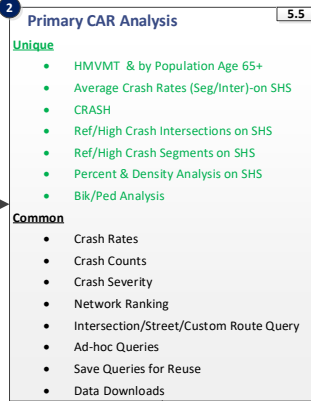 2
Primary CAR Analysis
5.5
Unique
• HMVMT & by Population Age 65+
• Average Crash Rates (Seg/Inter)-on SHS
• CRASH
• Ref/High Crash Intersections on SHS
• Ref/High Crash Segments on SHS
• Percent & Density Analysis on SHS
• Bik/Ped Analysis
Common
• Crash Rates
• Crash Counts
• Crash Severity
• Network Ranking
• Intersection/Street/Custom Route Query
• Ad-hoc Queries
• Save Queries for Reuse
• Data Downloads